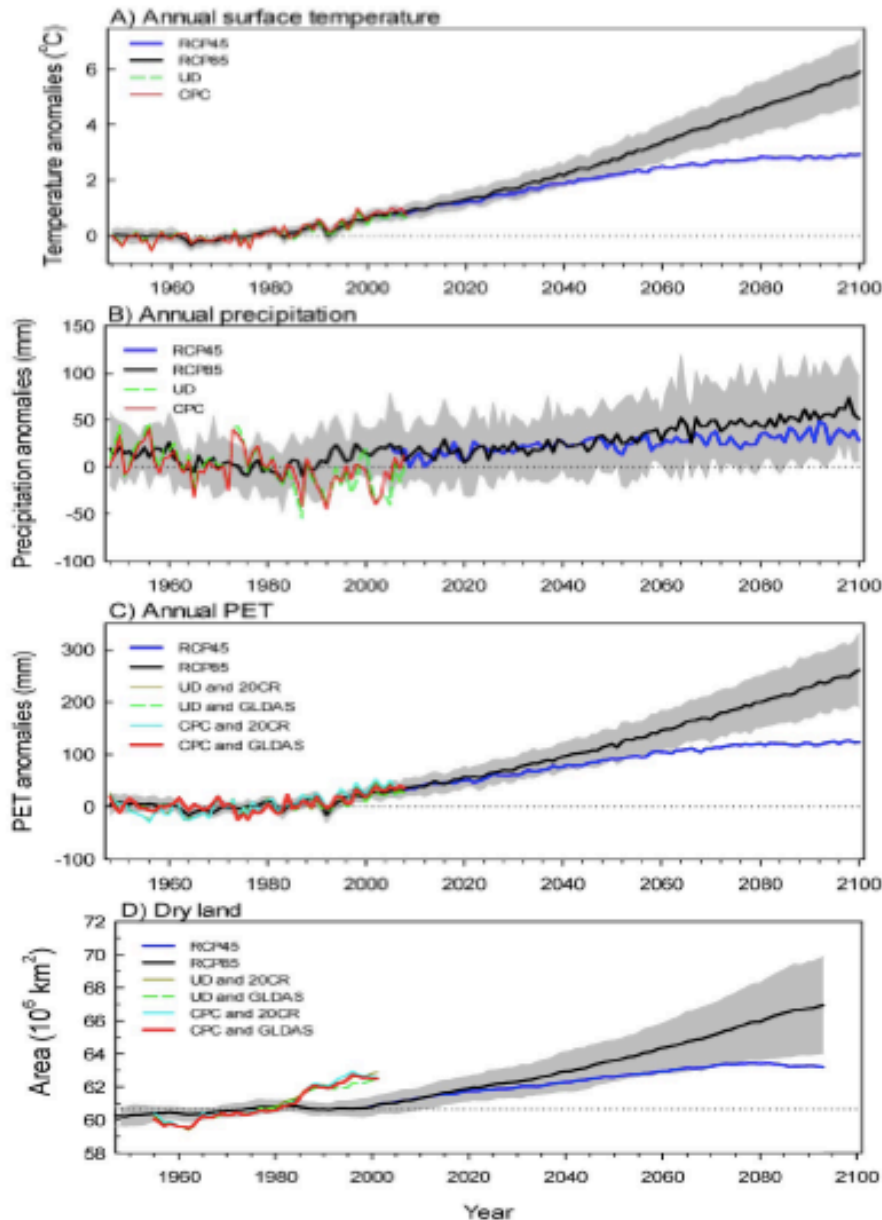 A) Annual surface temperature
Temperature anomalies (°C)
RCP45
RCP85
UD
CPC
6
4
2
0
1960 1980 2000 2020 2040 2060 2080 2100
B) Annual precipitation
Precipitation anomalies (mm)
RCP45
RCP85
UD
CPC
150
100
50
0
-50
-100
1960 1980 2000 2020 2040 2060 2080 2100
C) Annual PET
PET anomalies (mm)
RCP45
RCP85
UD and 20CR
UD and GLDAS
CPC and 20CR
CPC and GLDAS
300
200
100
0
-100
1960 1980 2000 2020 2040 2060 2080 2100
D) Dry land
Area (10⁶ km²)
RCP45
RCP85
UD and 20CR
UD and GLDAS
CPC and 20CR
CPC and GLDAS
72
70
66
64
62
60
58
1960 1980 2000 2020 2040 2060 2080 2100
Year